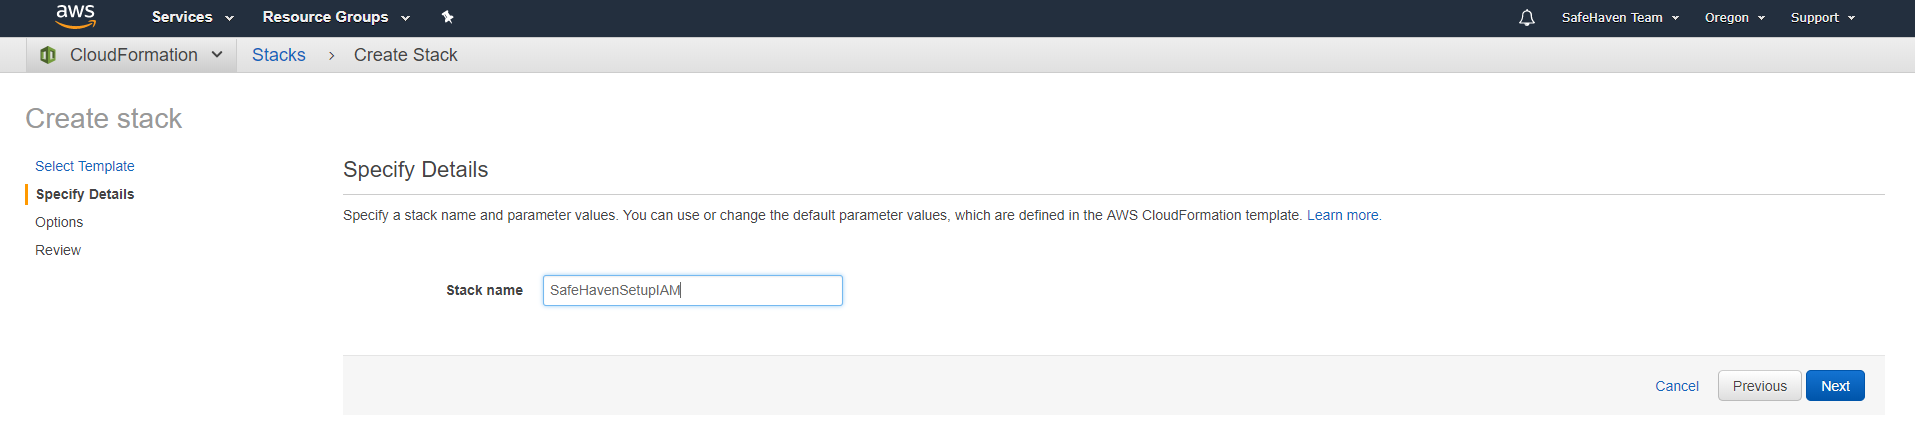 aws Services Resource Groups SafeHaven Team Oregon Support
CloudFormation Stacks › Create Stack
Create stack
Select Template
Specify Details
Options
Review
Specify Details
Specify a stack name and parameter values. You can use or change the default parameter values, which are defined in the AWS CloudFormation template. Learn more.
Stack name SafeHavenSetupIAM
Cancel Previous Next